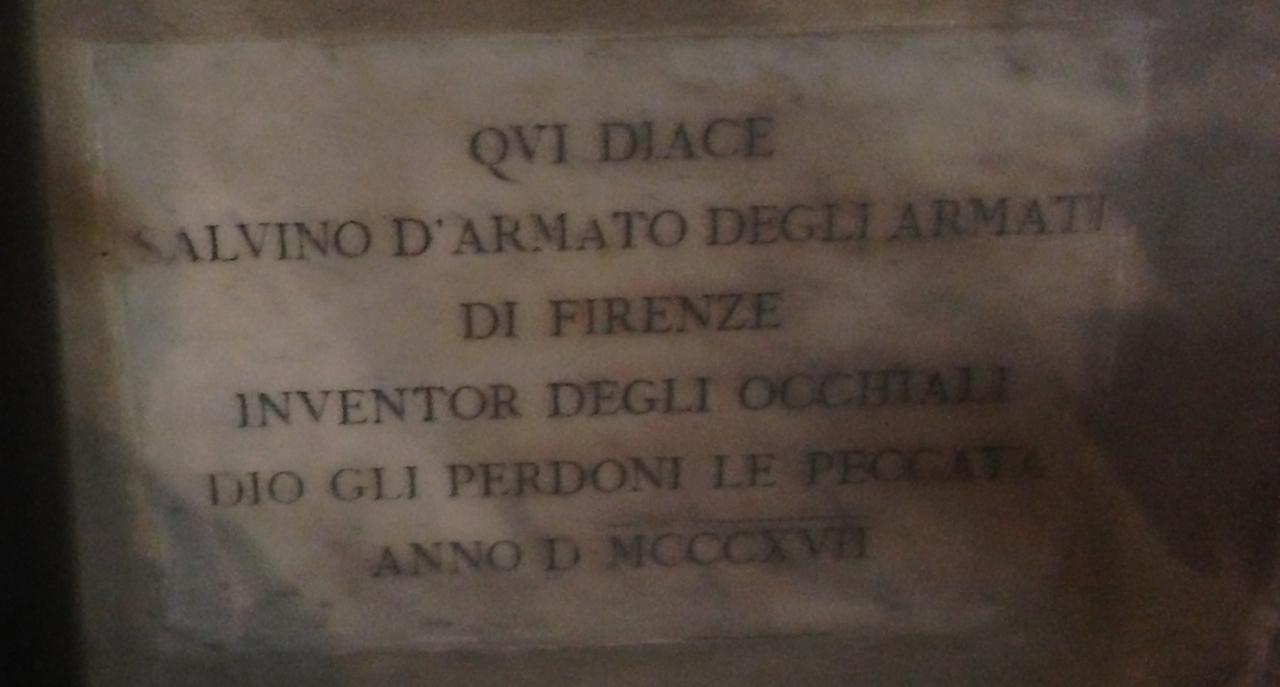 QVI DIACE
SALVINO D'ARMATO DEGLI ARMATI
DI FIRENZE
INVENTOR DEGLI OCCHIALI
DIO GLI PERDONI LE PECCATA
ANNO D MCCCXVII